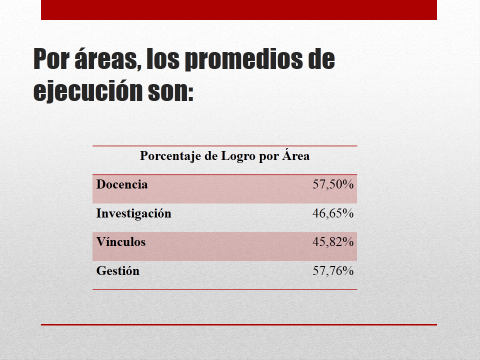 Por áreas, los promedios de
ejecución son:
Porcentaje de Logro por Área
Docencia 57,50%
Investigación 46,65%
Vínculos 45,82%
Gestión 57,76%